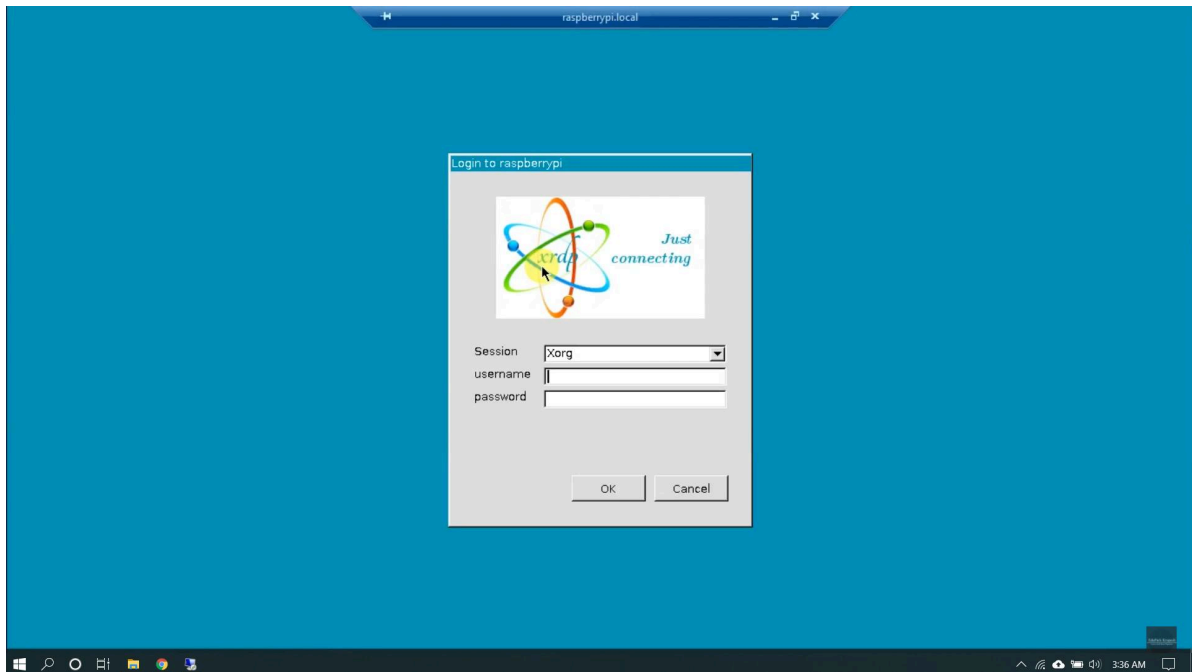 raspberrypi.local
Login to raspberrypi
Just
connecting
xrdp
Session
Xorg
username
password
OK
Cancel
3:36 AM